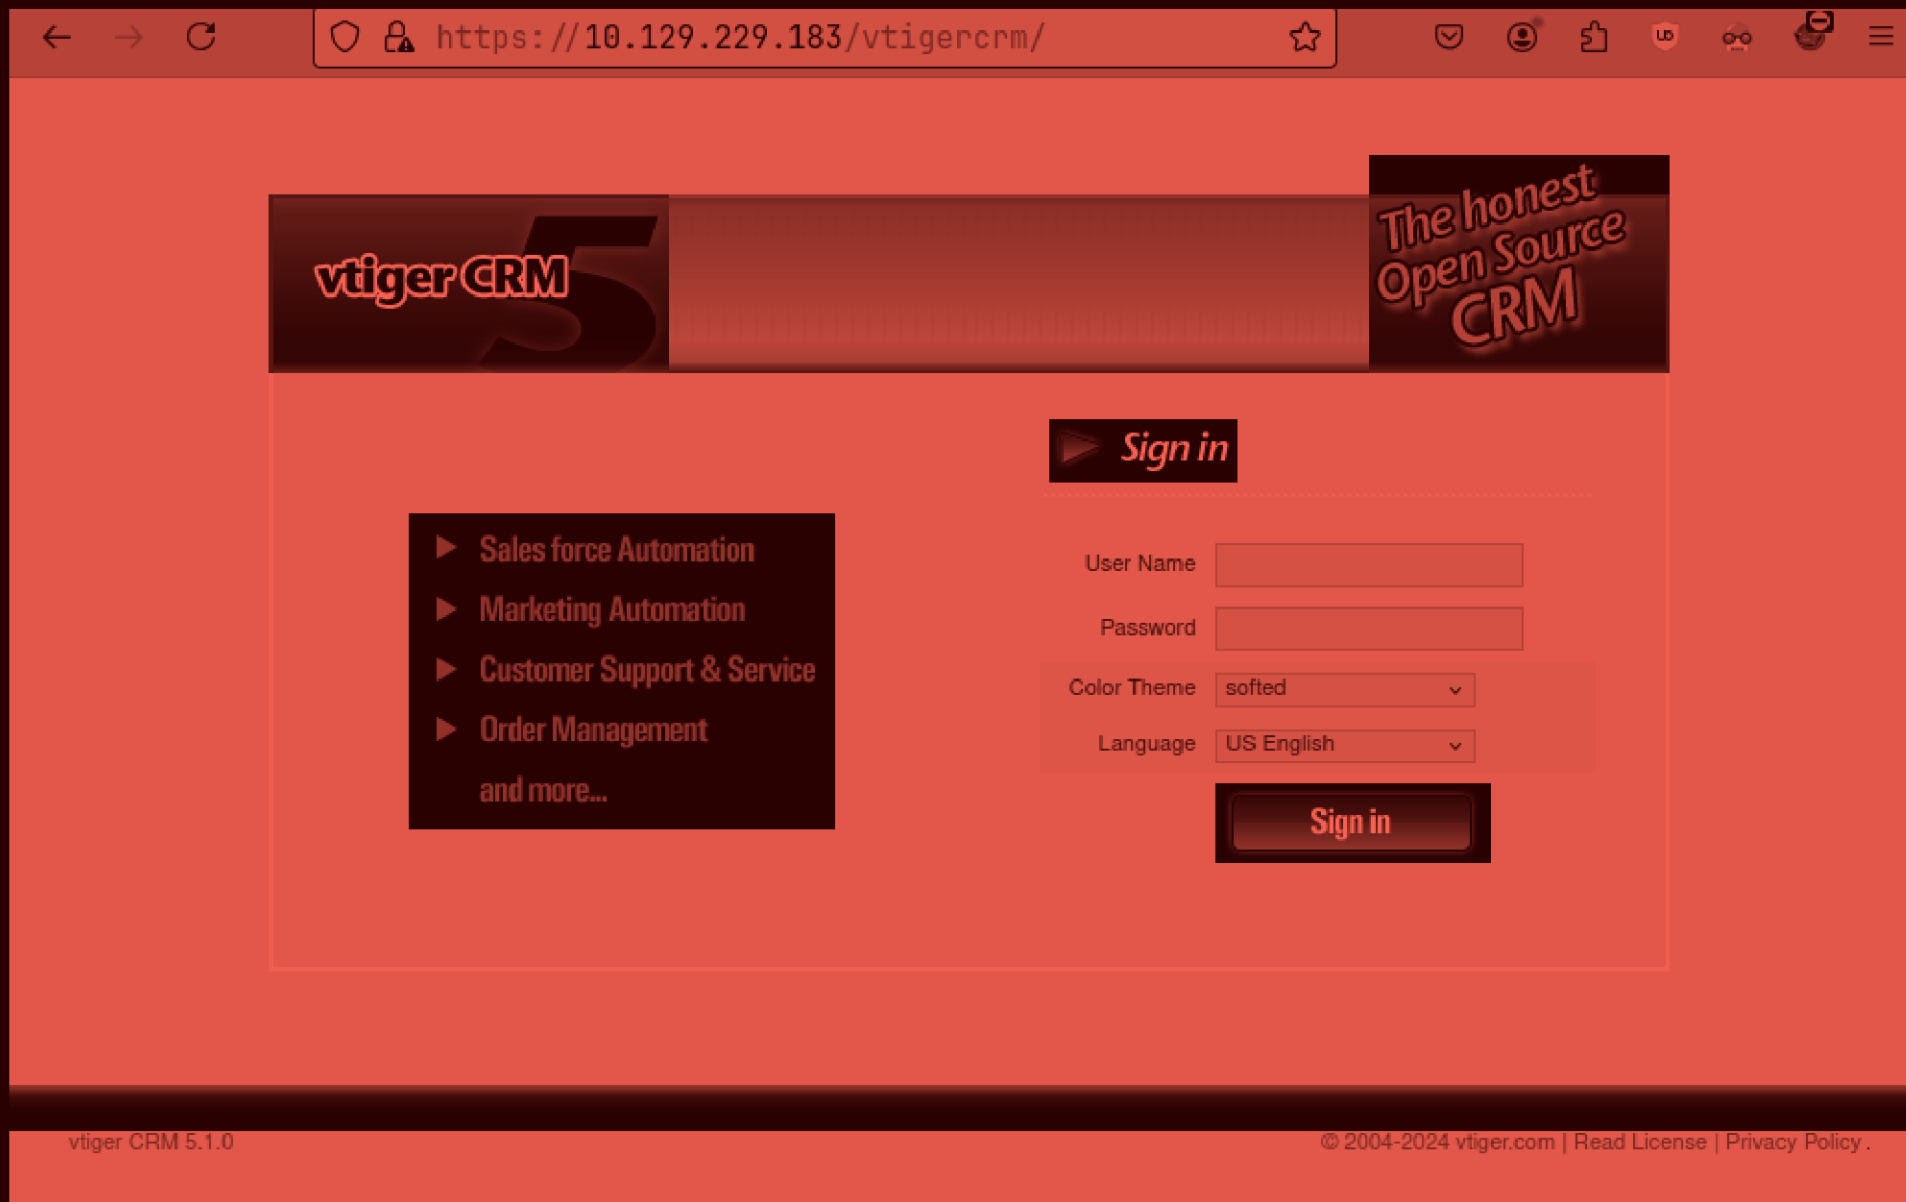 https://10.129.229.183/vtigercrm/
vtiger CRM 5
The honest
Open Source
CRM
Sign in
Sales force Automation
Marketing Automation
Customer Support & Service
Order Management
and more...
User Name
Password
Color Theme softed
Language US English
Sign in
vtiger CRM 5.1.0
© 2004-2024 vtiger.com | Read License | Privacy Policy .